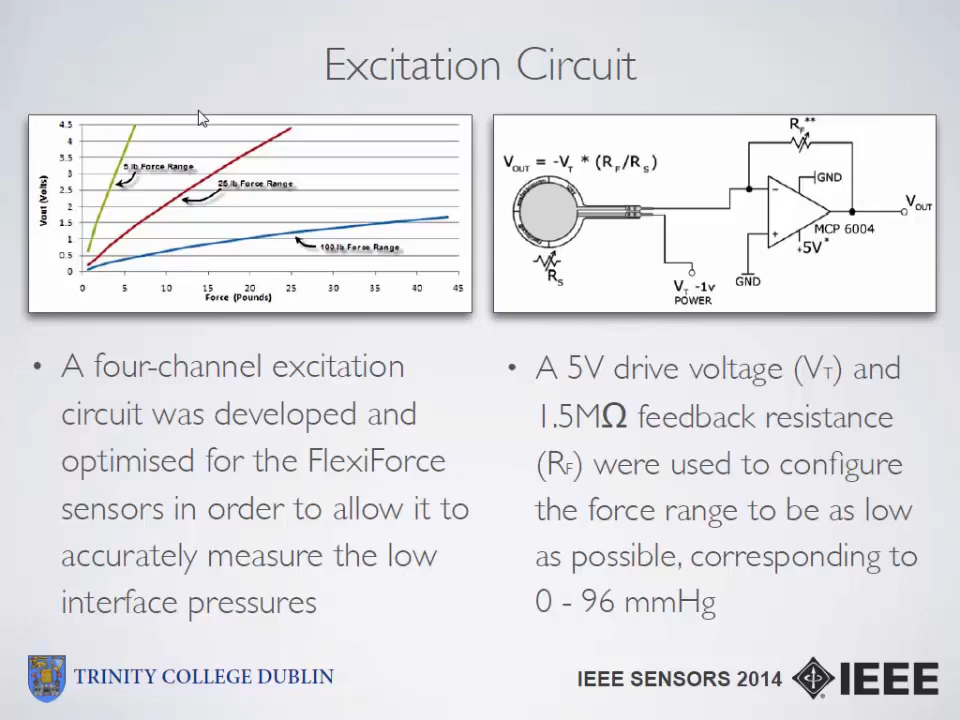 Excitation Circuit
4.5
4
3.5
3
2.5
2
1.5
1
0.5
0
Vout (Volts)
5 lb Force Range
25 lb Force Range
100 lb Force Range
0 5 10 15 20 25 30 35 40 45
Force (Pounds)
VOUT = -VT * (RF/RS)
RS
RF**
GND
VOUT
MCP 6004
+5V*
GND
VT -1v
POWER
• A four-channel excitation
circuit was developed and
optimised for the FlexiForce
sensors in order to allow it to
accurately measure the low
interface pressures
• A 5V drive voltage (VT) and
1.5MΩ feedback resistance
(RF) were used to configure
the force range to be as low
as possible, corresponding to
0 - 96 mmHg
TRINITY COLLEGE DUBLIN
IEEE SENSORS 2014
IEEE